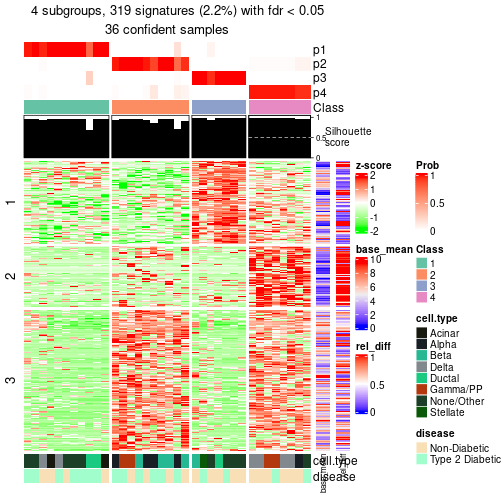 4 subgroups, 319 signatures (2.2%) with fdr < 0.05
36 confident samples
p1
p2
p3
p4
Class
1
0.5
0
Silhouette
score
1
2
3
cell.type
disease
z-score
2
1
0
-1
-2
base_mean
10
8
6
4
2
0
rel_diff
1
0.5
0
Prob
1
0.5
0
Class
1
2
3
4
cell.type
Acinar
Alpha
Beta
Delta
Ductal
Gamma/PP
None/Other
Stellate
disease
Non-Diabetic
Type 2 Diabetic